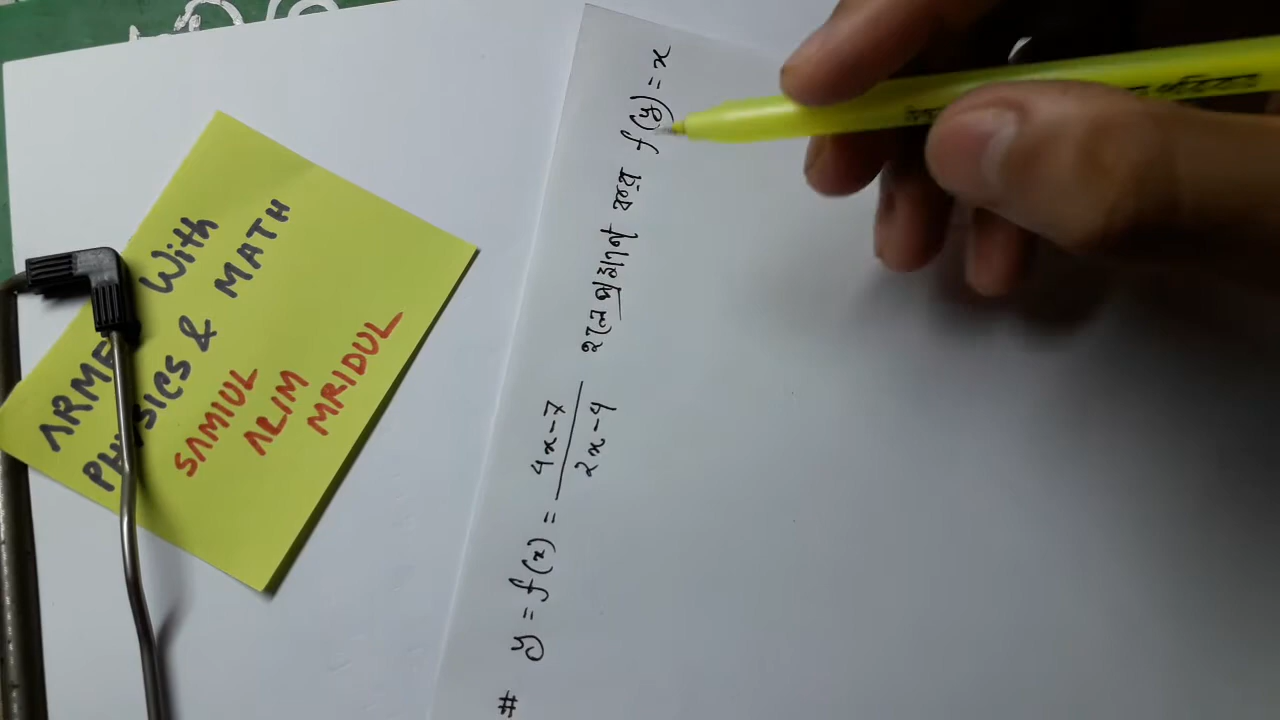 ARME With
PHYSICS & MATH
SAMIUL
ALIM
MRIDUL
# y = f(x) = (4x-7)/(2x-4) হলে প্রমাণ কর f(y) = x